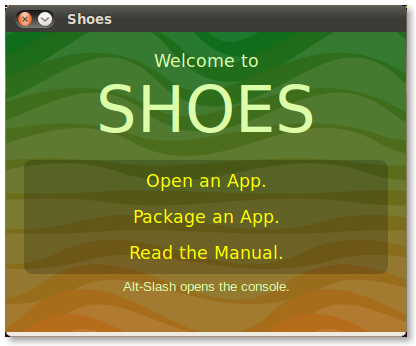 Shoes
Welcome to
SHOES
Open an App.
Package an App.
Read the Manual.
Alt-Slash opens the console.